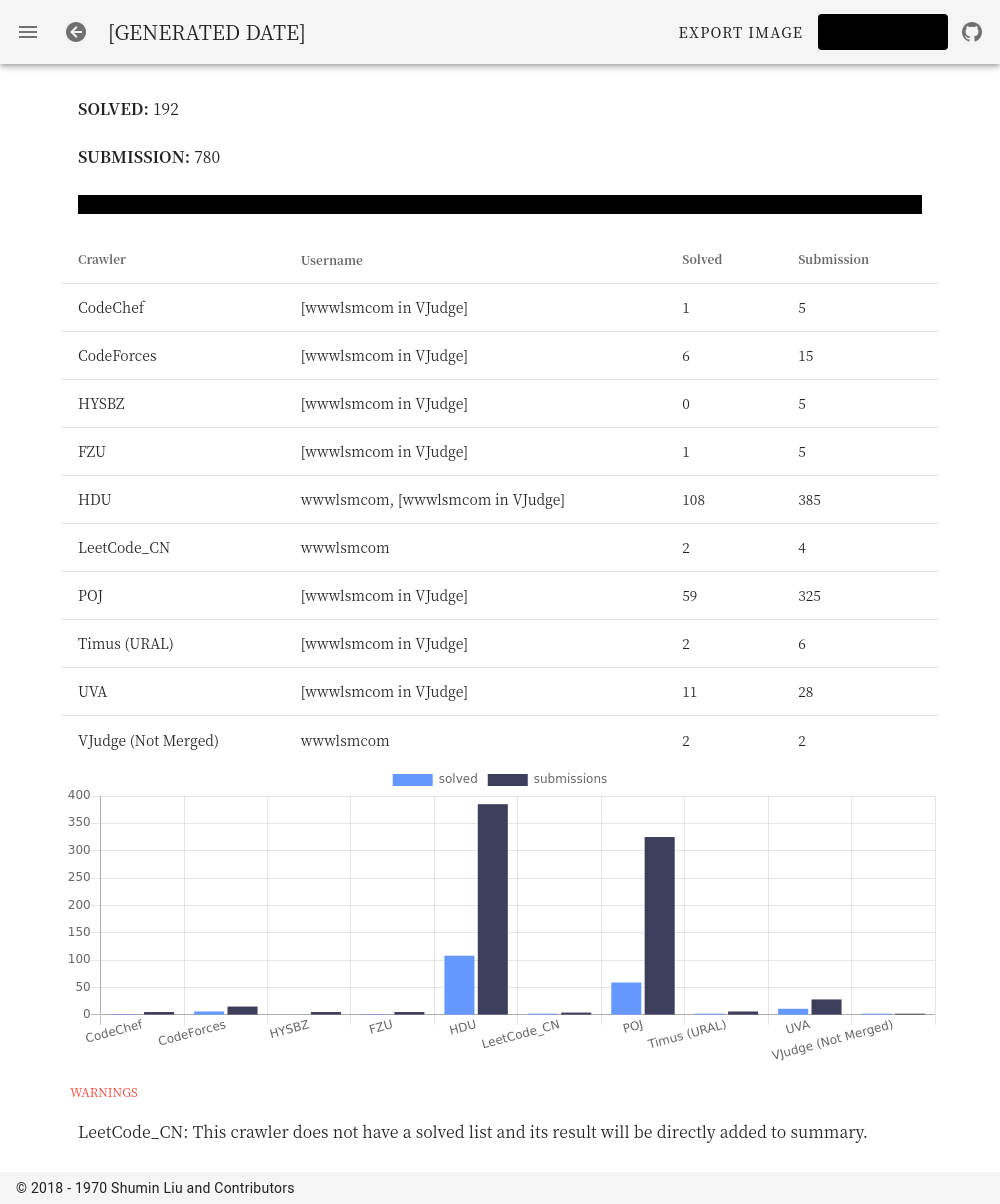 [GENERATED DATE]
EXPORT IMAGE
SOLVED: 192
SUBMISSION: 780
Crawler Username Solved Submission
CodeChef [wwwlsmcom in VJudge] 1 5
CodeForces [wwwlsmcom in VJudge] 6 15
HYSBZ [wwwlsmcom in VJudge] 0 5
FZU [wwwlsmcom in VJudge] 1 5
HDU wwwlsmcom, [wwwlsmcom in VJudge] 108 385
LeetCode_CN wwwlsmcom 2 4
POJ [wwwlsmcom in VJudge] 59 325
Timus (URAL) [wwwlsmcom in VJudge] 2 6
UVA [wwwlsmcom in VJudge] 11 28
VJudge (Not Merged) wwwlsmcom 2 2
solved submissions
400
350
300
250
200
150
100
50
0
CodeChef CodeForces HYSBZ FZU HDU LeetCode_CN POJ Timus (URAL) UVA VJudge (Not Merged)
WARNINGS
LeetCode_CN: This crawler does not have a solved list and its result will be directly added to summary.
© 2018 - 1970 Shumin Liu and Contributors